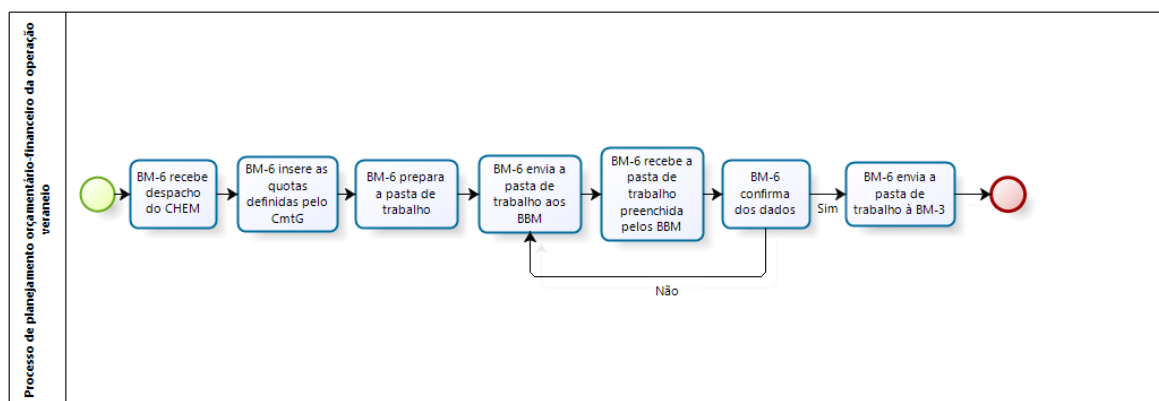 Processo de planejamento orçamentário-financeiro da operação
veraneio
BM-6 recebe
despacho
do CHEM
BM-6 insere as
quotas
definidas pelo
CmtG
BM-6 prepara
a pasta de
trabalho
BM-6 envia a
pasta de
trabalho aos
BBM
BM-6 recebe a
pasta de
trabalho
preenchida
pelos BBM
BM-6
confirma
dos dados
Sim
BM-6 envia a
pasta de
trabalho à BM-3
Não